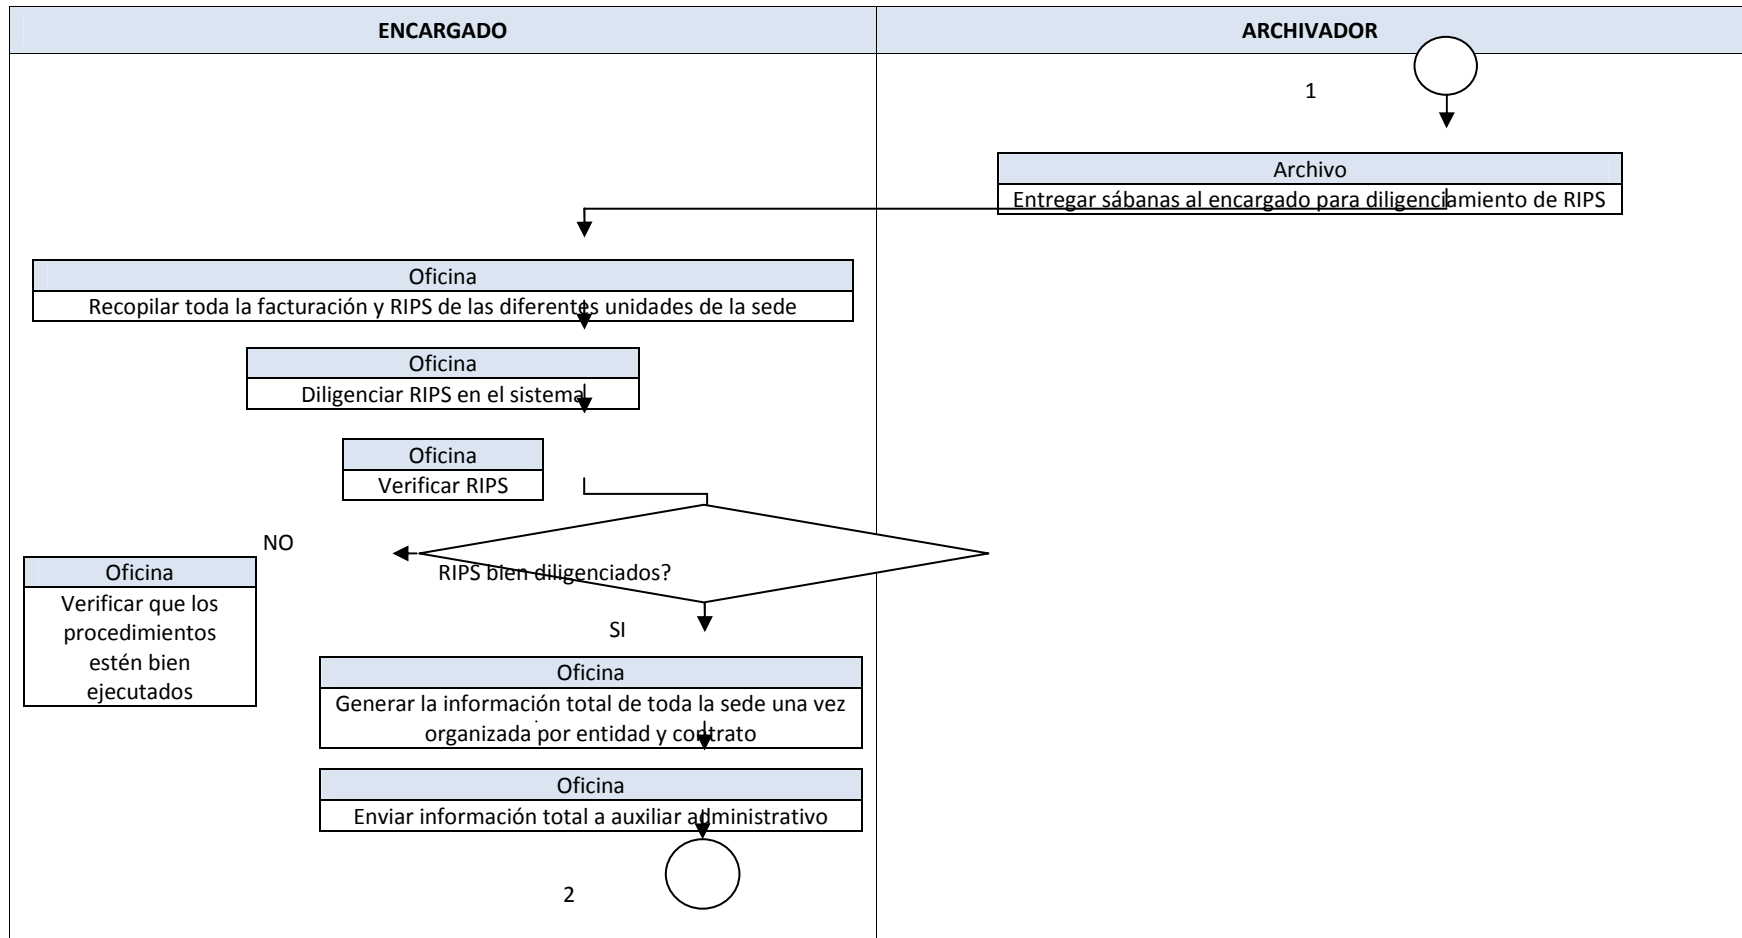 ENCARGADO
ARCHIVADOR
1
Archivo
Entregar sábanas al encargado para diligenciamiento de RIPS
Oficina
Recopilar toda la facturación y RIPS de las diferentes unidades de la sede
Oficina
Diligenciar RIPS en el sistema
Oficina
Verificar RIPS
NO
RIPS bien diligenciados?
Oficina
Verificar que los
procedimientos
estén bien
ejecutados
SI
Oficina
Generar la información total de toda la sede una vez
organizada por entidad y contrato
Oficina
Enviar información total a auxiliar administrativo
2